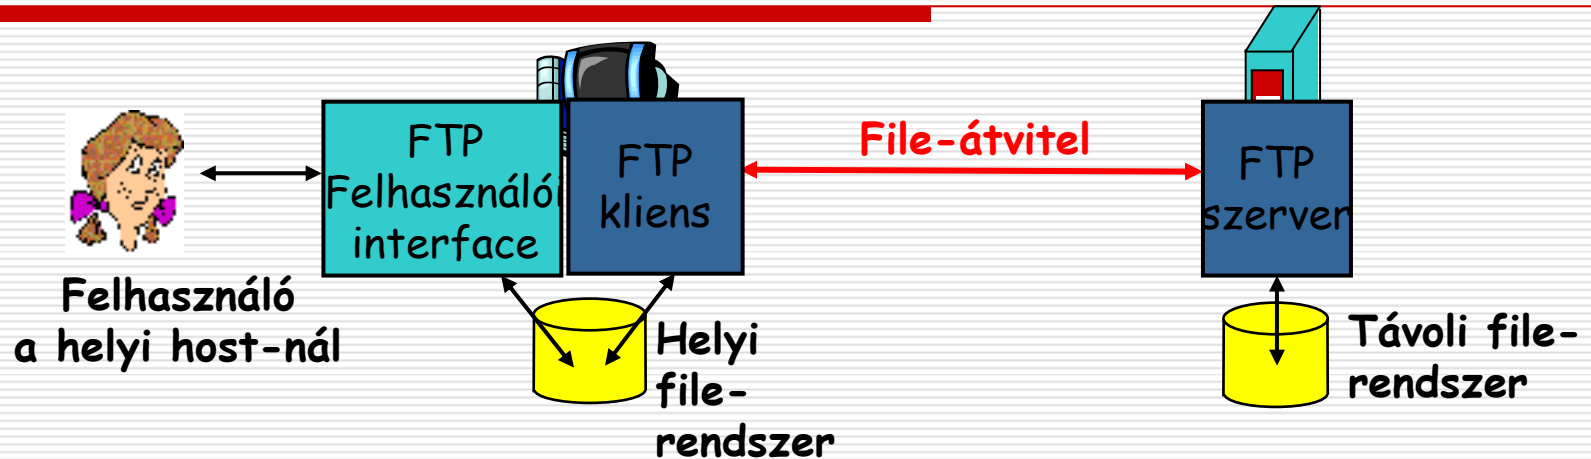 FTP
Felhasználói
interface
FTP
kliens
File-átvitel
FTP
szerver
Felhasználó
a helyi host-nál
Helyi
file-
rendszer
Távoli file-
rendszer